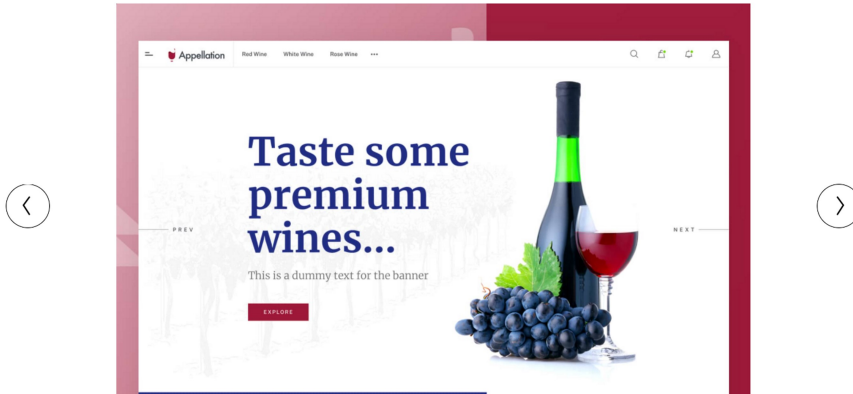 Appellation
Red Wine
White Wine
Rose Wine
Taste some
premium
wines...
PREV
NEXT
This is a dummy text for the banner
EXPLORE